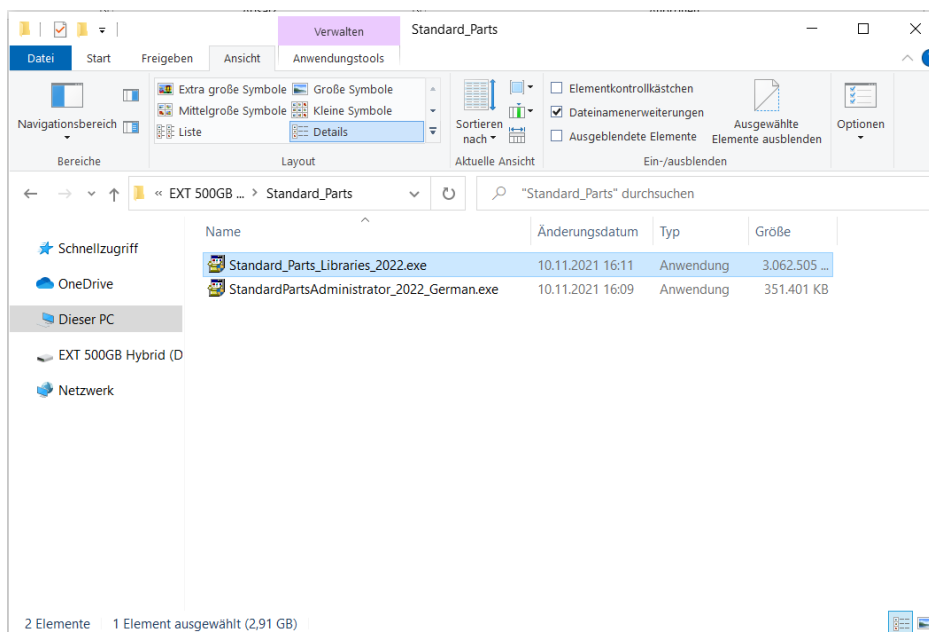 Verwalten
Standard_Parts
Datei
Start
Freigeben
Ansicht
Anwendungstools
Navigationsbereich
Extra große Symbole
Große Symbole
Mittelgroße Symbole
Kleine Symbole
Liste
Details
Sortieren nach
Elementkontrollkästchen
Dateinamenerweiterungen
Ausgeblendete Elemente
Ausgewählte
Elemente ausblenden
Optionen
Bereiche
Layout
Aktuelle Ansicht
Ein-/ausblenden
« EXT 500GB ... > Standard_Parts
"Standard_Parts" durchsuchen
Name
Änderungsdatum
Typ
Größe
Schnellzugriff
OneDrive
Dieser PC
EXT 500GB Hybrid (D
Netzwerk
Standard_Parts_Libraries_2022.exe 10.11.2021 16:11 Anwendung 3.062.505 ...
StandardPartsAdministrator_2022_German.exe 10.11.2021 16:09 Anwendung 351.401 KB
2 Elemente
1 Element ausgewählt (2,91 GB)